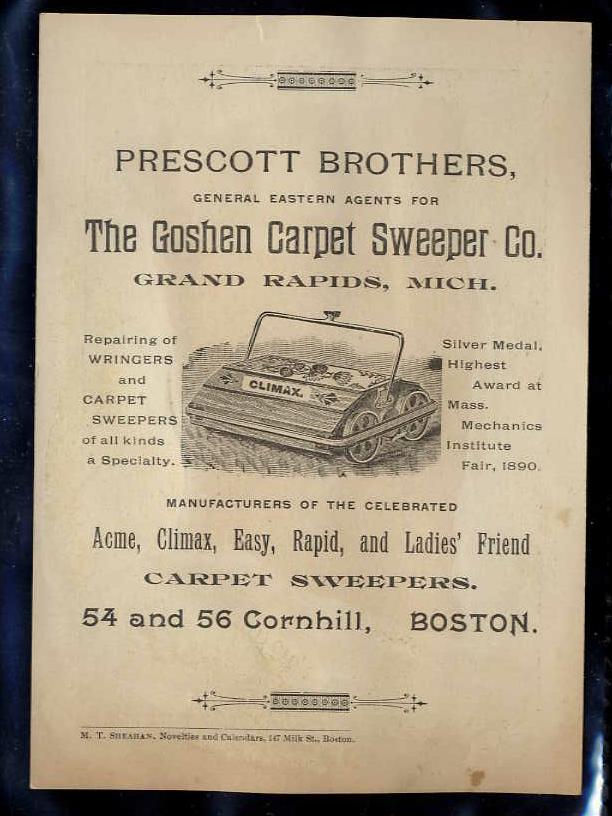 PRESCOTT BROTHERS,
GENERAL EASTERN AGENTS FOR
The Goshen Carpet Sweeper Co.
GRAND RAPIDS, MICH.
Repairing of
WRINGERS
and
CARPET
SWEEPERS
of all kinds
a Specialty.
CLIMAX.
Silver Medal,
Highest
Award at
Mass.
Mechanics
Institute
Fair, 1890.
MANUFACTURERS OF THE CELEBRATED
Acme, Climax, Easy, Rapid, and Ladies' Friend
CARPET SWEEPERS.
54 and 56 Cornhill, BOSTON.
M. T. SHEAHAN, Novelties and Calendars, 147 Milk St., Boston.